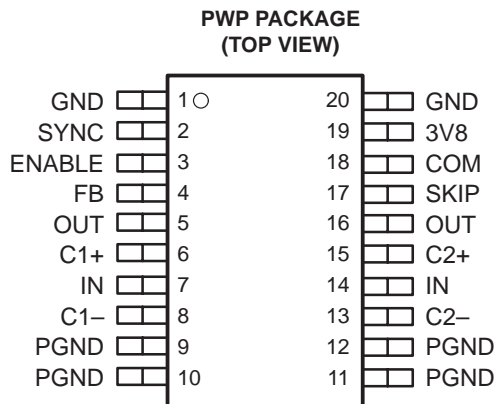 PWP PACKAGE
(TOP VIEW)
GND 1 20 GND
SYNC 2 19 3V8
ENABLE 3 18 COM
FB 4 17 SKIP
OUT 5 16 OUT
C1+ 6 15 C2+
IN 7 14 IN
C1– 8 13 C2–
PGND 9 12 PGND
PGND 10 11 PGND